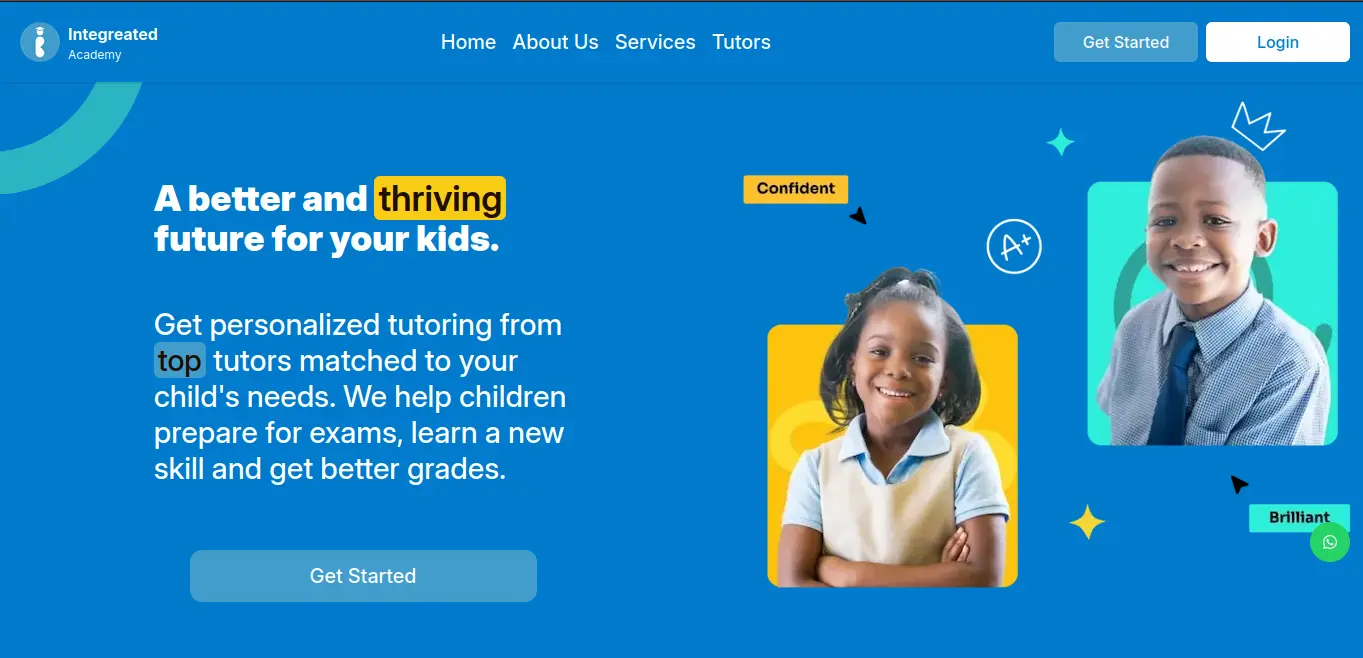 Integreated
Academy
Home About Us Services Tutors
Get Started
Login
A better and thriving
future for your kids.
Get personalized tutoring from
top tutors matched to your
child's needs. We help children
prepare for exams, learn a new
skill and get better grades.
Get Started
Confident
A+
Brilliant